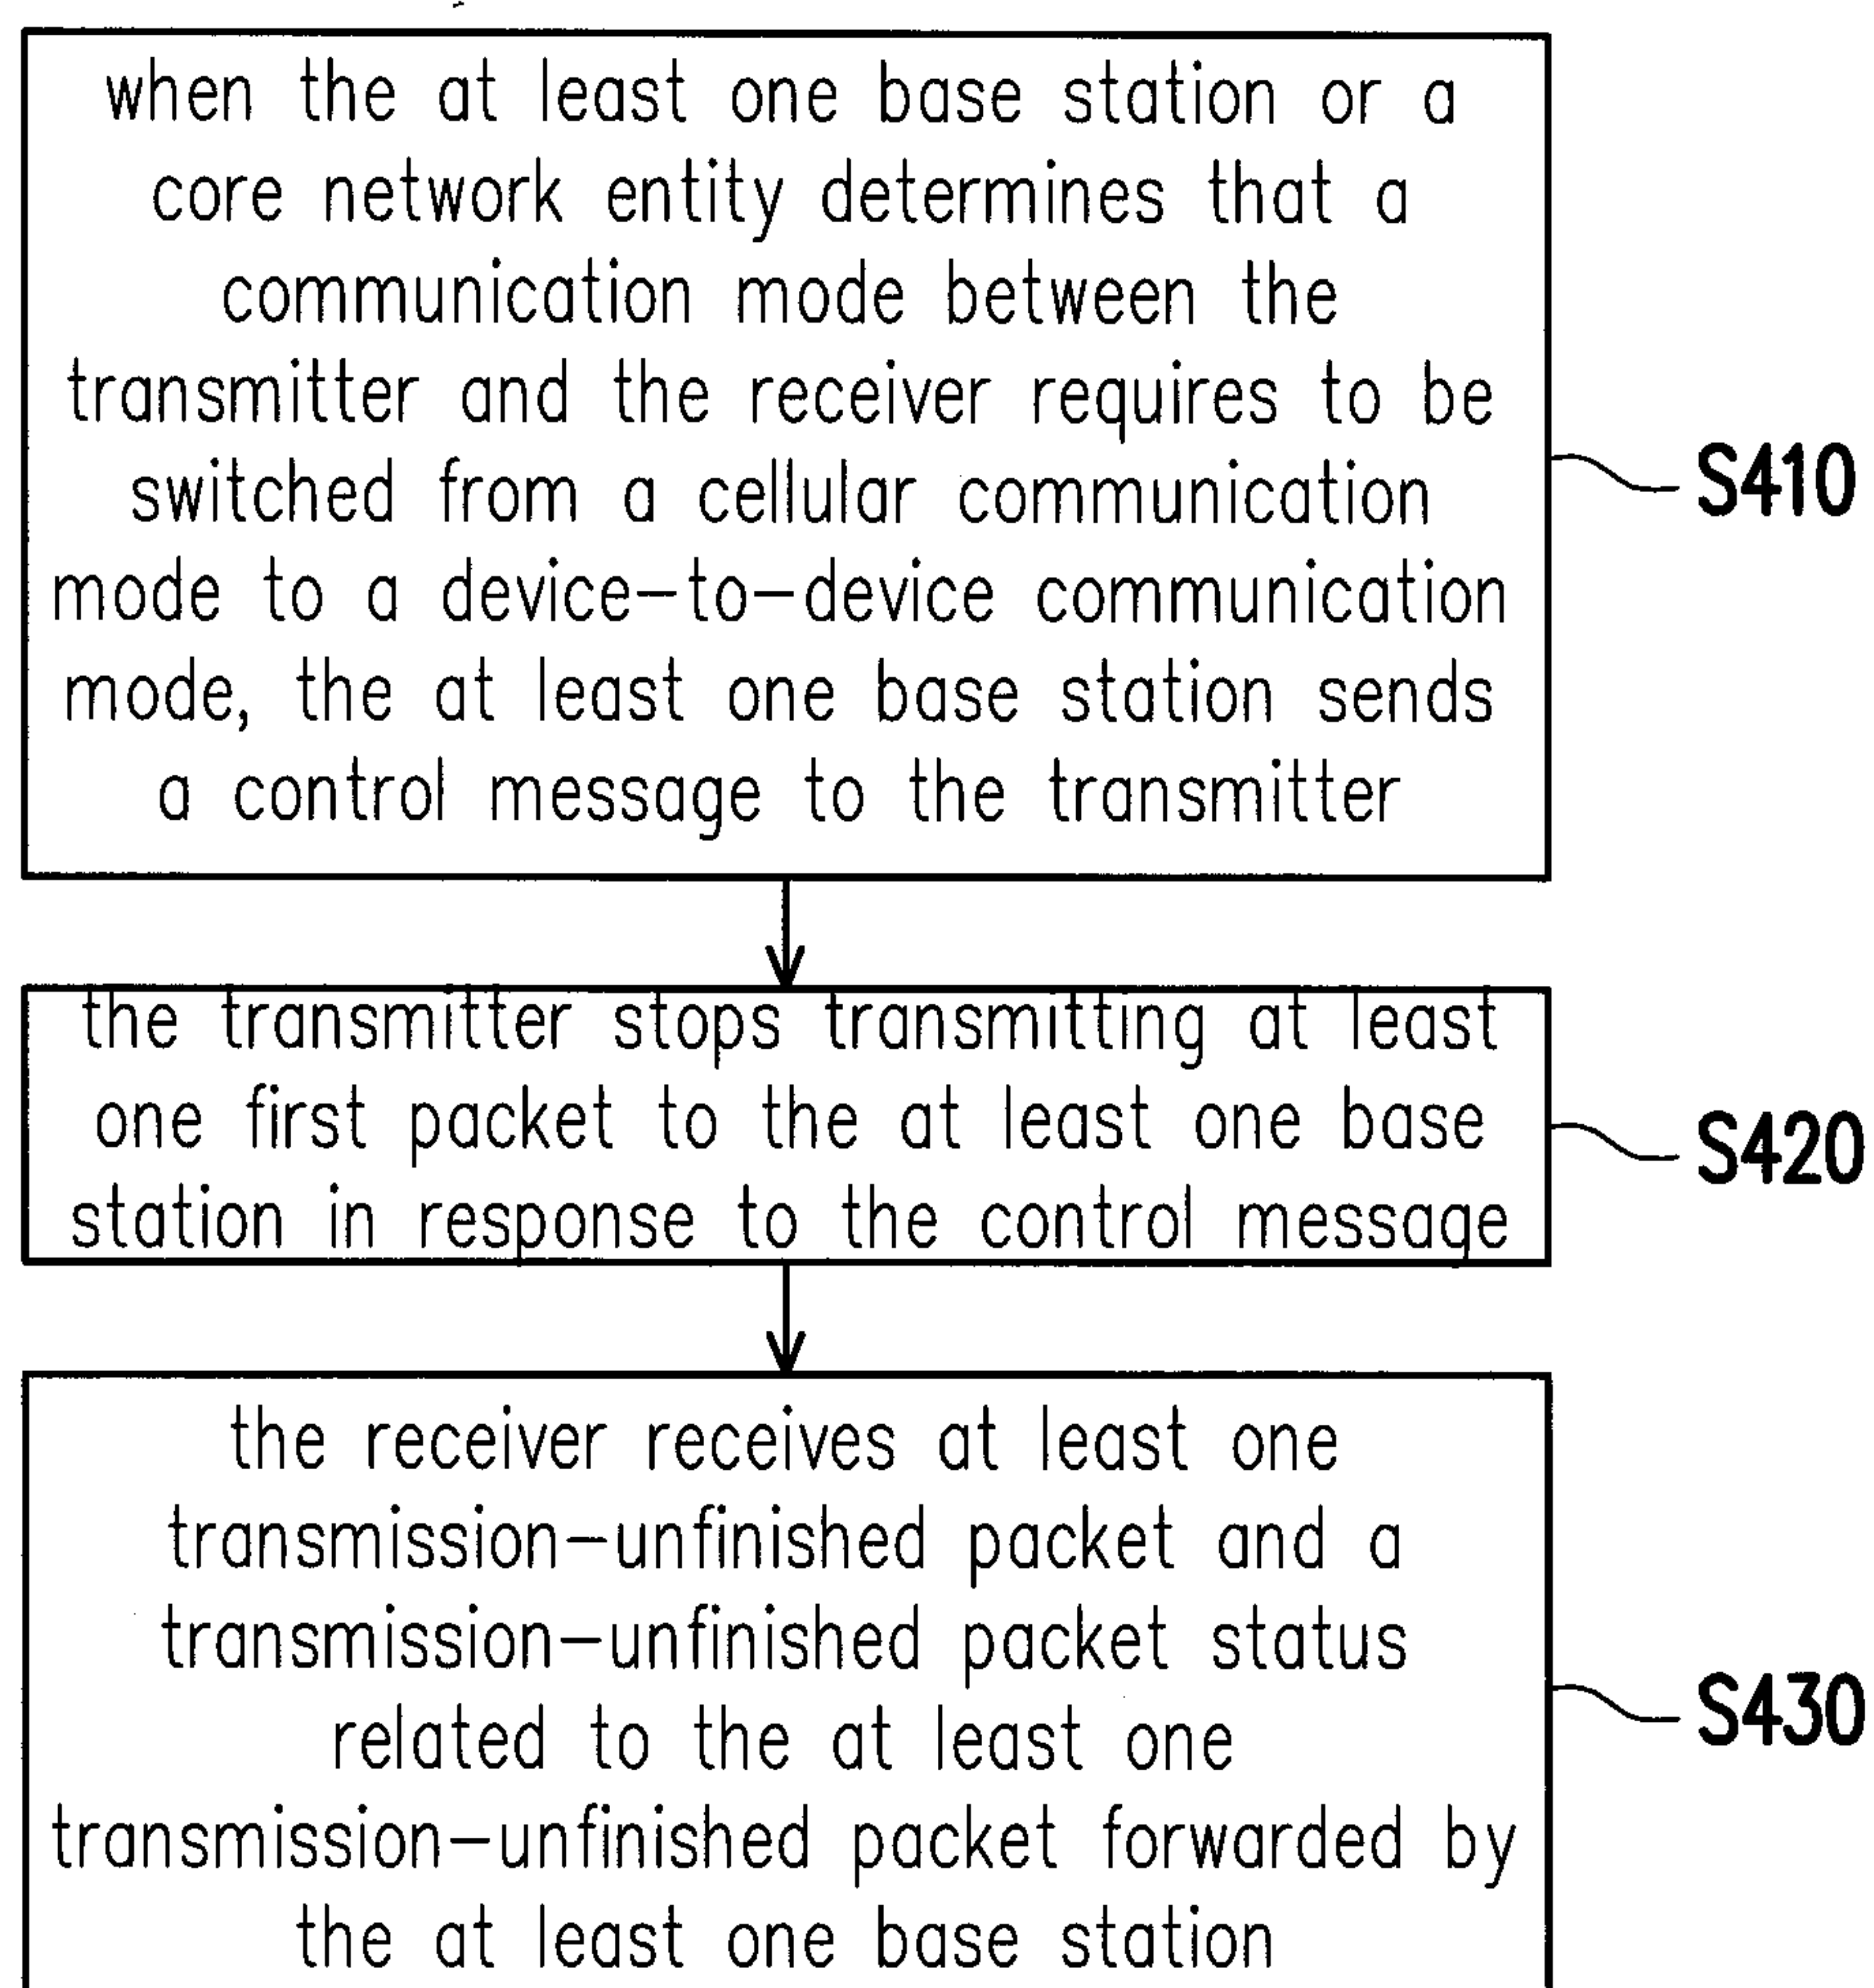 when the at least one base station or a
core network entity determines that a
communication mode between the
transmitter and the receiver requires to be
switched from a cellular communication
mode to a device-to-device communication
mode, the at least one base station sends
a control message to the transmitter
S410
the transmitter stops transmitting at least
one first packet to the at least one base
station in response to the control message
S420
the receiver receives at least one
transmission-unfinished packet and a
transmission-unfinished packet status
related to the at least one
transmission-unfinished packet forwarded by
the at least one base station
S430